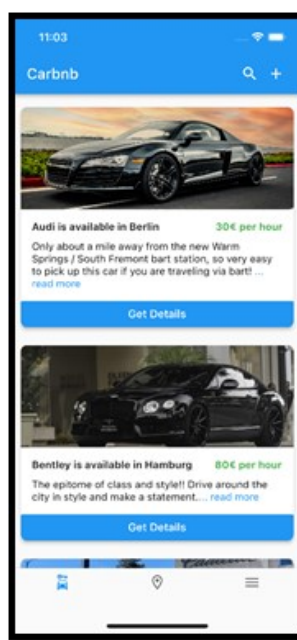 11:03
Carbnb
Audi is available in Berlin 30€ per hour
Only about a mile away from the new Warm
Springs / South Fremont bart station, so very easy
to pick up this car if you are traveling via bart! ...
read more
Get Details
Bentley is available in Hamburg 80€ per hour
The epitome of class and style!! Drive around the
city in style and make a statement.... read more
Get Details
Cadillac